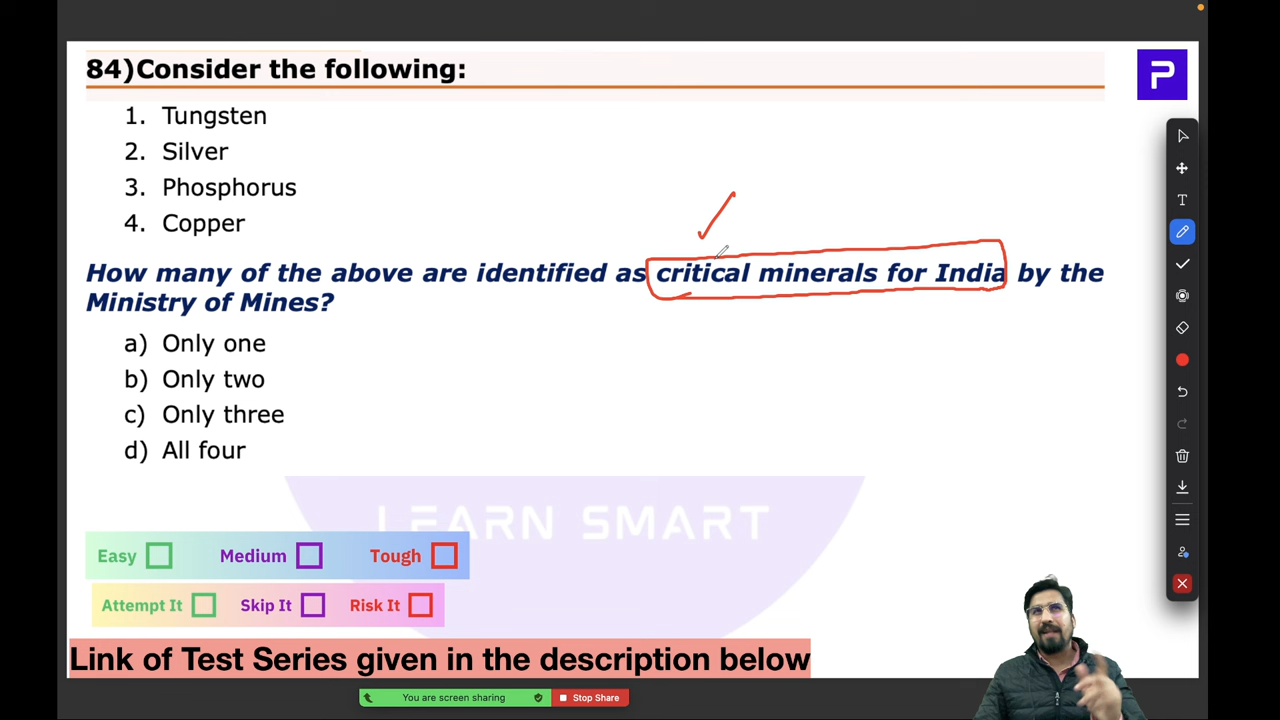 84)Consider the following:
1. Tungsten
2. Silver
3. Phosphorus
4. Copper
How many of the above are identified as critical minerals for India by the
Ministry of Mines?
a) Only one
b) Only two
c) Only three
d) All four
LEARN SMART
Easy Medium Tough
Attempt It Skip It Risk It
Link of Test Series given in the description below
You are screen sharing Stop Share
P
T